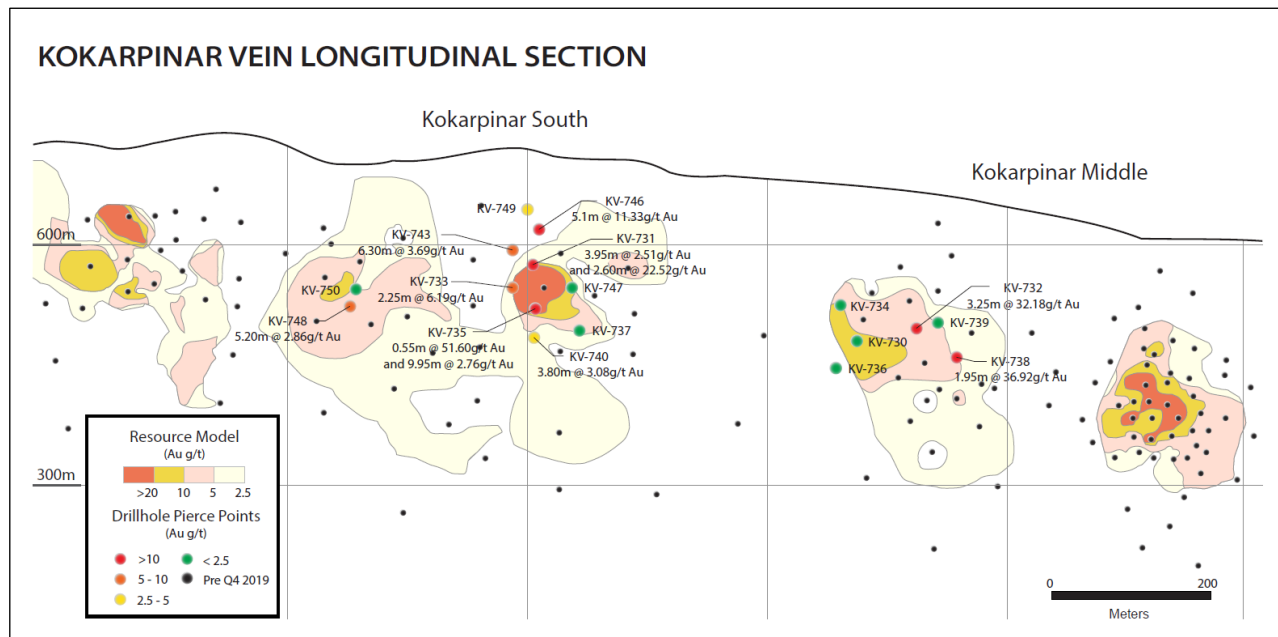 KOKARPINAR VEIN LONGITUDINAL SECTION
Kokarpinar South
Kokarpinar Middle
600m
300m
KV-749
KV-746
5.1m @ 11.33g/t Au
KV-743
6.30m @ 3.69g/t Au
KV-731
3.95m @ 2.51g/t Au
and 2.60m @ 22.52g/t Au
KV-733
2.25m @ 6.19g/t Au
KV-750
KV-747
KV-748
5.20m @ 2.86g/t Au
KV-735
0.55m @ 51.60g/t Au
and 9.95m @ 2.76g/t Au
KV-737
KV-740
3.80m @ 3.08g/t Au
KV-734
KV-732
3.25m @ 32.18g/t Au
KV-739
KV-730
KV-736
KV-738
1.95m @ 36.92g/t Au
Resource Model
(Au g/t)
>20 10 5 2.5
Drillhole Pierce Points
(Au g/t)
>10 < 2.5
5 - 10 Pre Q4 2019
2.5 - 5
0 200
Meters